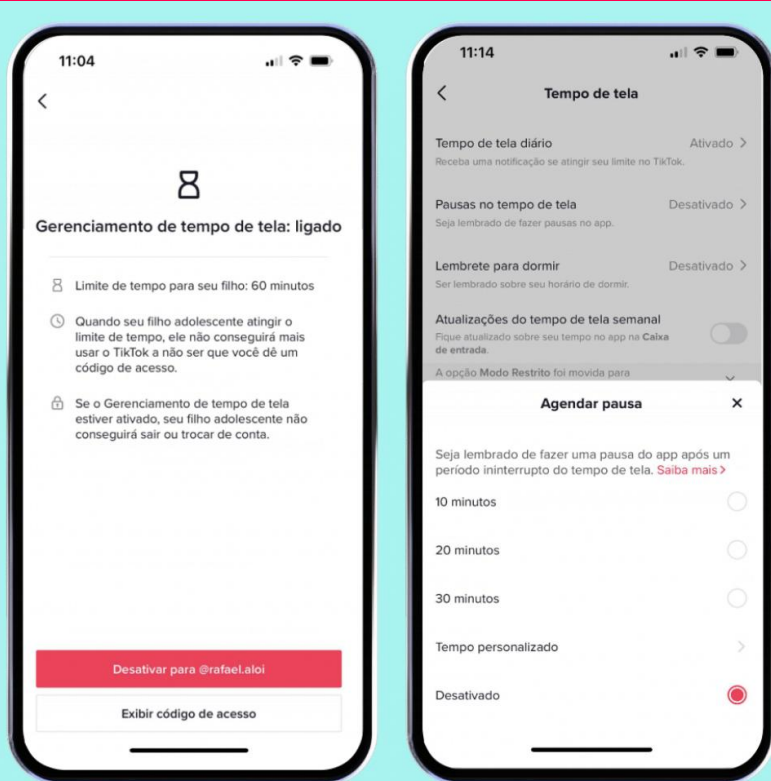 11:04
Gerenciamento de tempo de tela: ligado
Limite de tempo para seu filho: 60 minutos
Quando seu filho adolescente atingir o
limite de tempo, ele não conseguirá mais
usar o TikTok a não ser que você dê um
código de acesso.
Se o Gerenciamento de tempo de tela
estiver ativado, seu filho adolescente não
conseguirá sair ou trocar de conta.
Desativar para @rafael.aloi
Exibir código de acesso
11:14
Tempo de tela
Tempo de tela diário Ativado
Receba uma notificação se atingir seu limite no TikTok.
Pausas no tempo de tela Desativado
Seja lembrado de fazer pausas no app.
Lembrete para dormir Desativado
Ser lembrado sobre seu horário de dormir.
Atualizações do tempo de tela semanal
Fique atualizado sobre seu tempo no app na Caixa
de entrada.
A opção Modo Restrito foi movida para
Agendar pausa
Seja lembrado de fazer uma pausa do app após um
período ininterrupto do tempo de tela. Saiba mais >
10 minutos
20 minutos
30 minutos
Tempo personalizado
Desativado